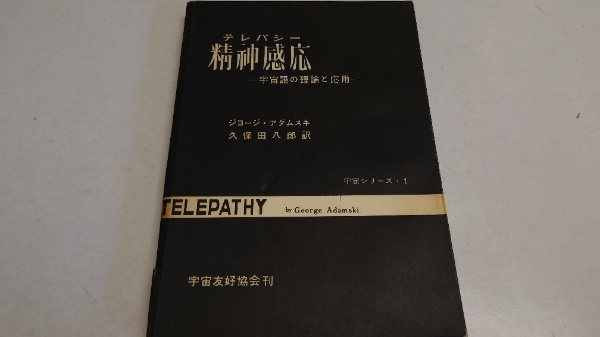 テレパシー
精神感応
―宇宙語の理論と応用―
ジョージ・アダムスキ
久保田八郎訳
宇宙シリーズ・1
TELEPATHY by George Adamski
宇宙友好協会刊